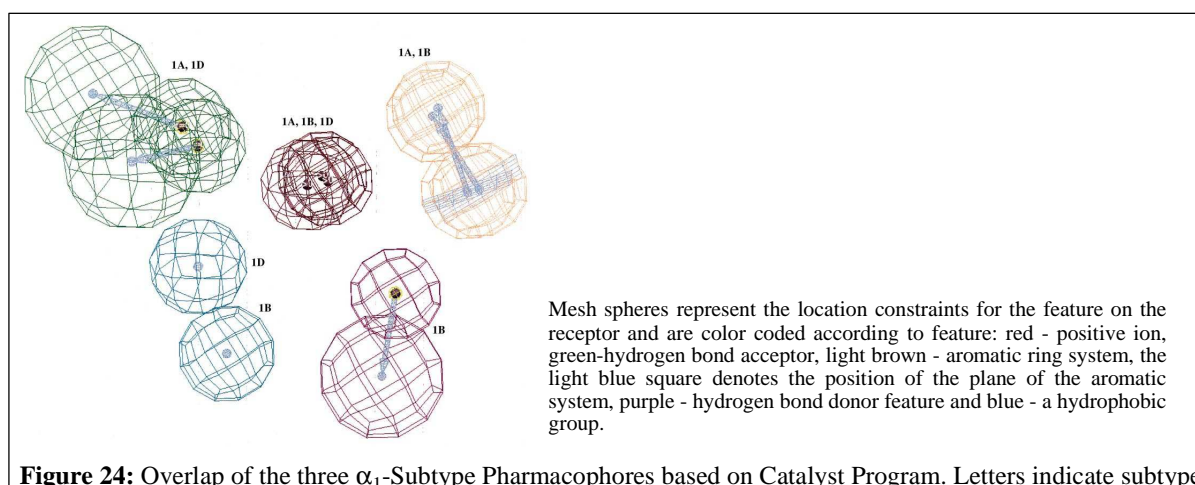 1A, 1D
1A, 1B
1A, 1B, 1D
1D
1B
1B
Mesh spheres represent the location constraints for the feature on the
receptor and are color coded according to feature: red - positive ion,
green-hydrogen bond acceptor, light brown - aromatic ring system, the
light blue square denotes the position of the plane of the aromatic
system, purple - hydrogen bond donor feature and blue - a hydrophobic
group.
Figure 24: Overlap of the three α₁-Subtype Pharmacophores based on Catalyst Program. Letters indicate subtype